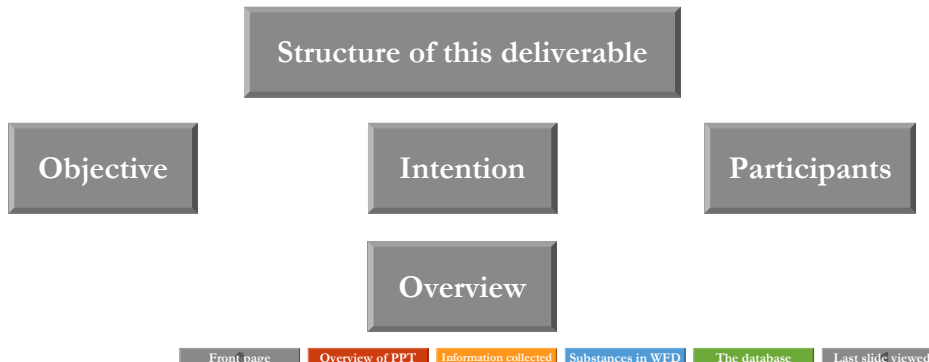 Structure of this deliverable
Objective Intention Participants
Overview
Front page Overview of PPT Information collected Substances in WFD The database Last slide viewed